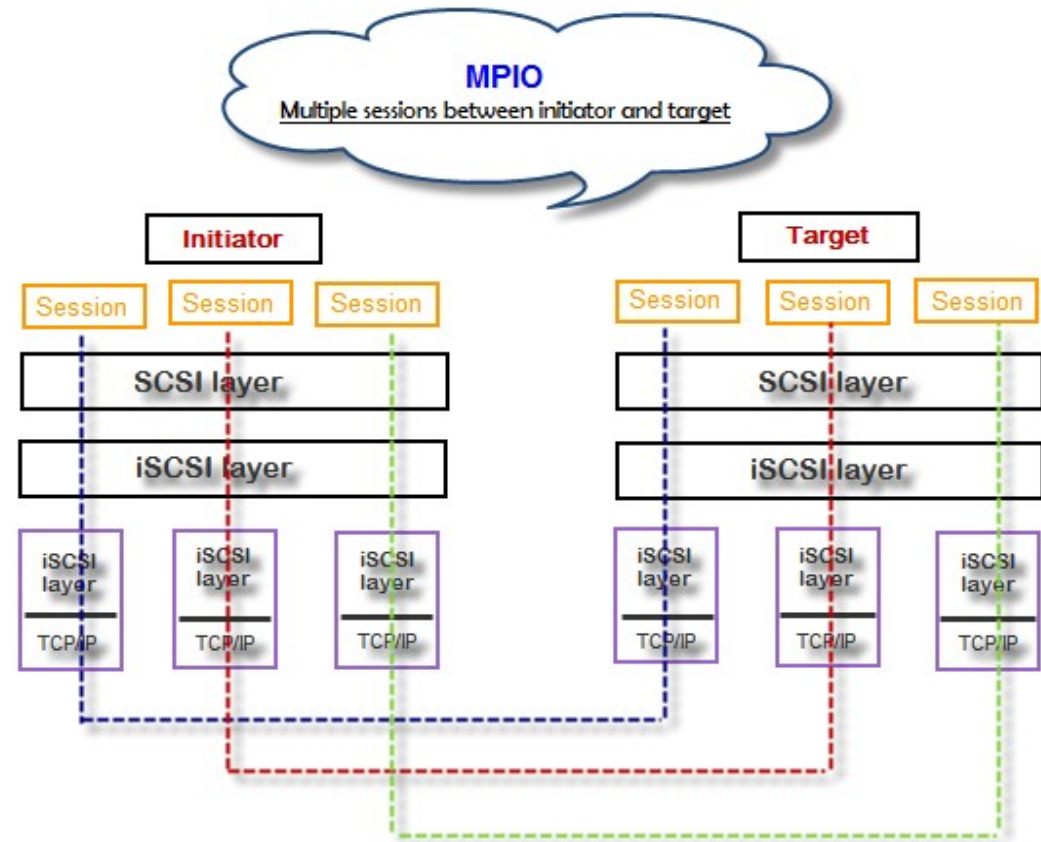 MPIO
Multiple sessions between initiator and target
Initiator
Target
Session
Session
Session
Session
Session
Session
SCSI layer
SCSI layer
iSCSI layer
iSCSI layer
iSCSI
layer
TCP/IP
iSCSI
layer
TCP/IP
iSCSI
layer
TCP/IP
iSCSI
layer
TCP/IP
iSCSI
layer
TCP/IP
iSCSI
layer
TCP/IP